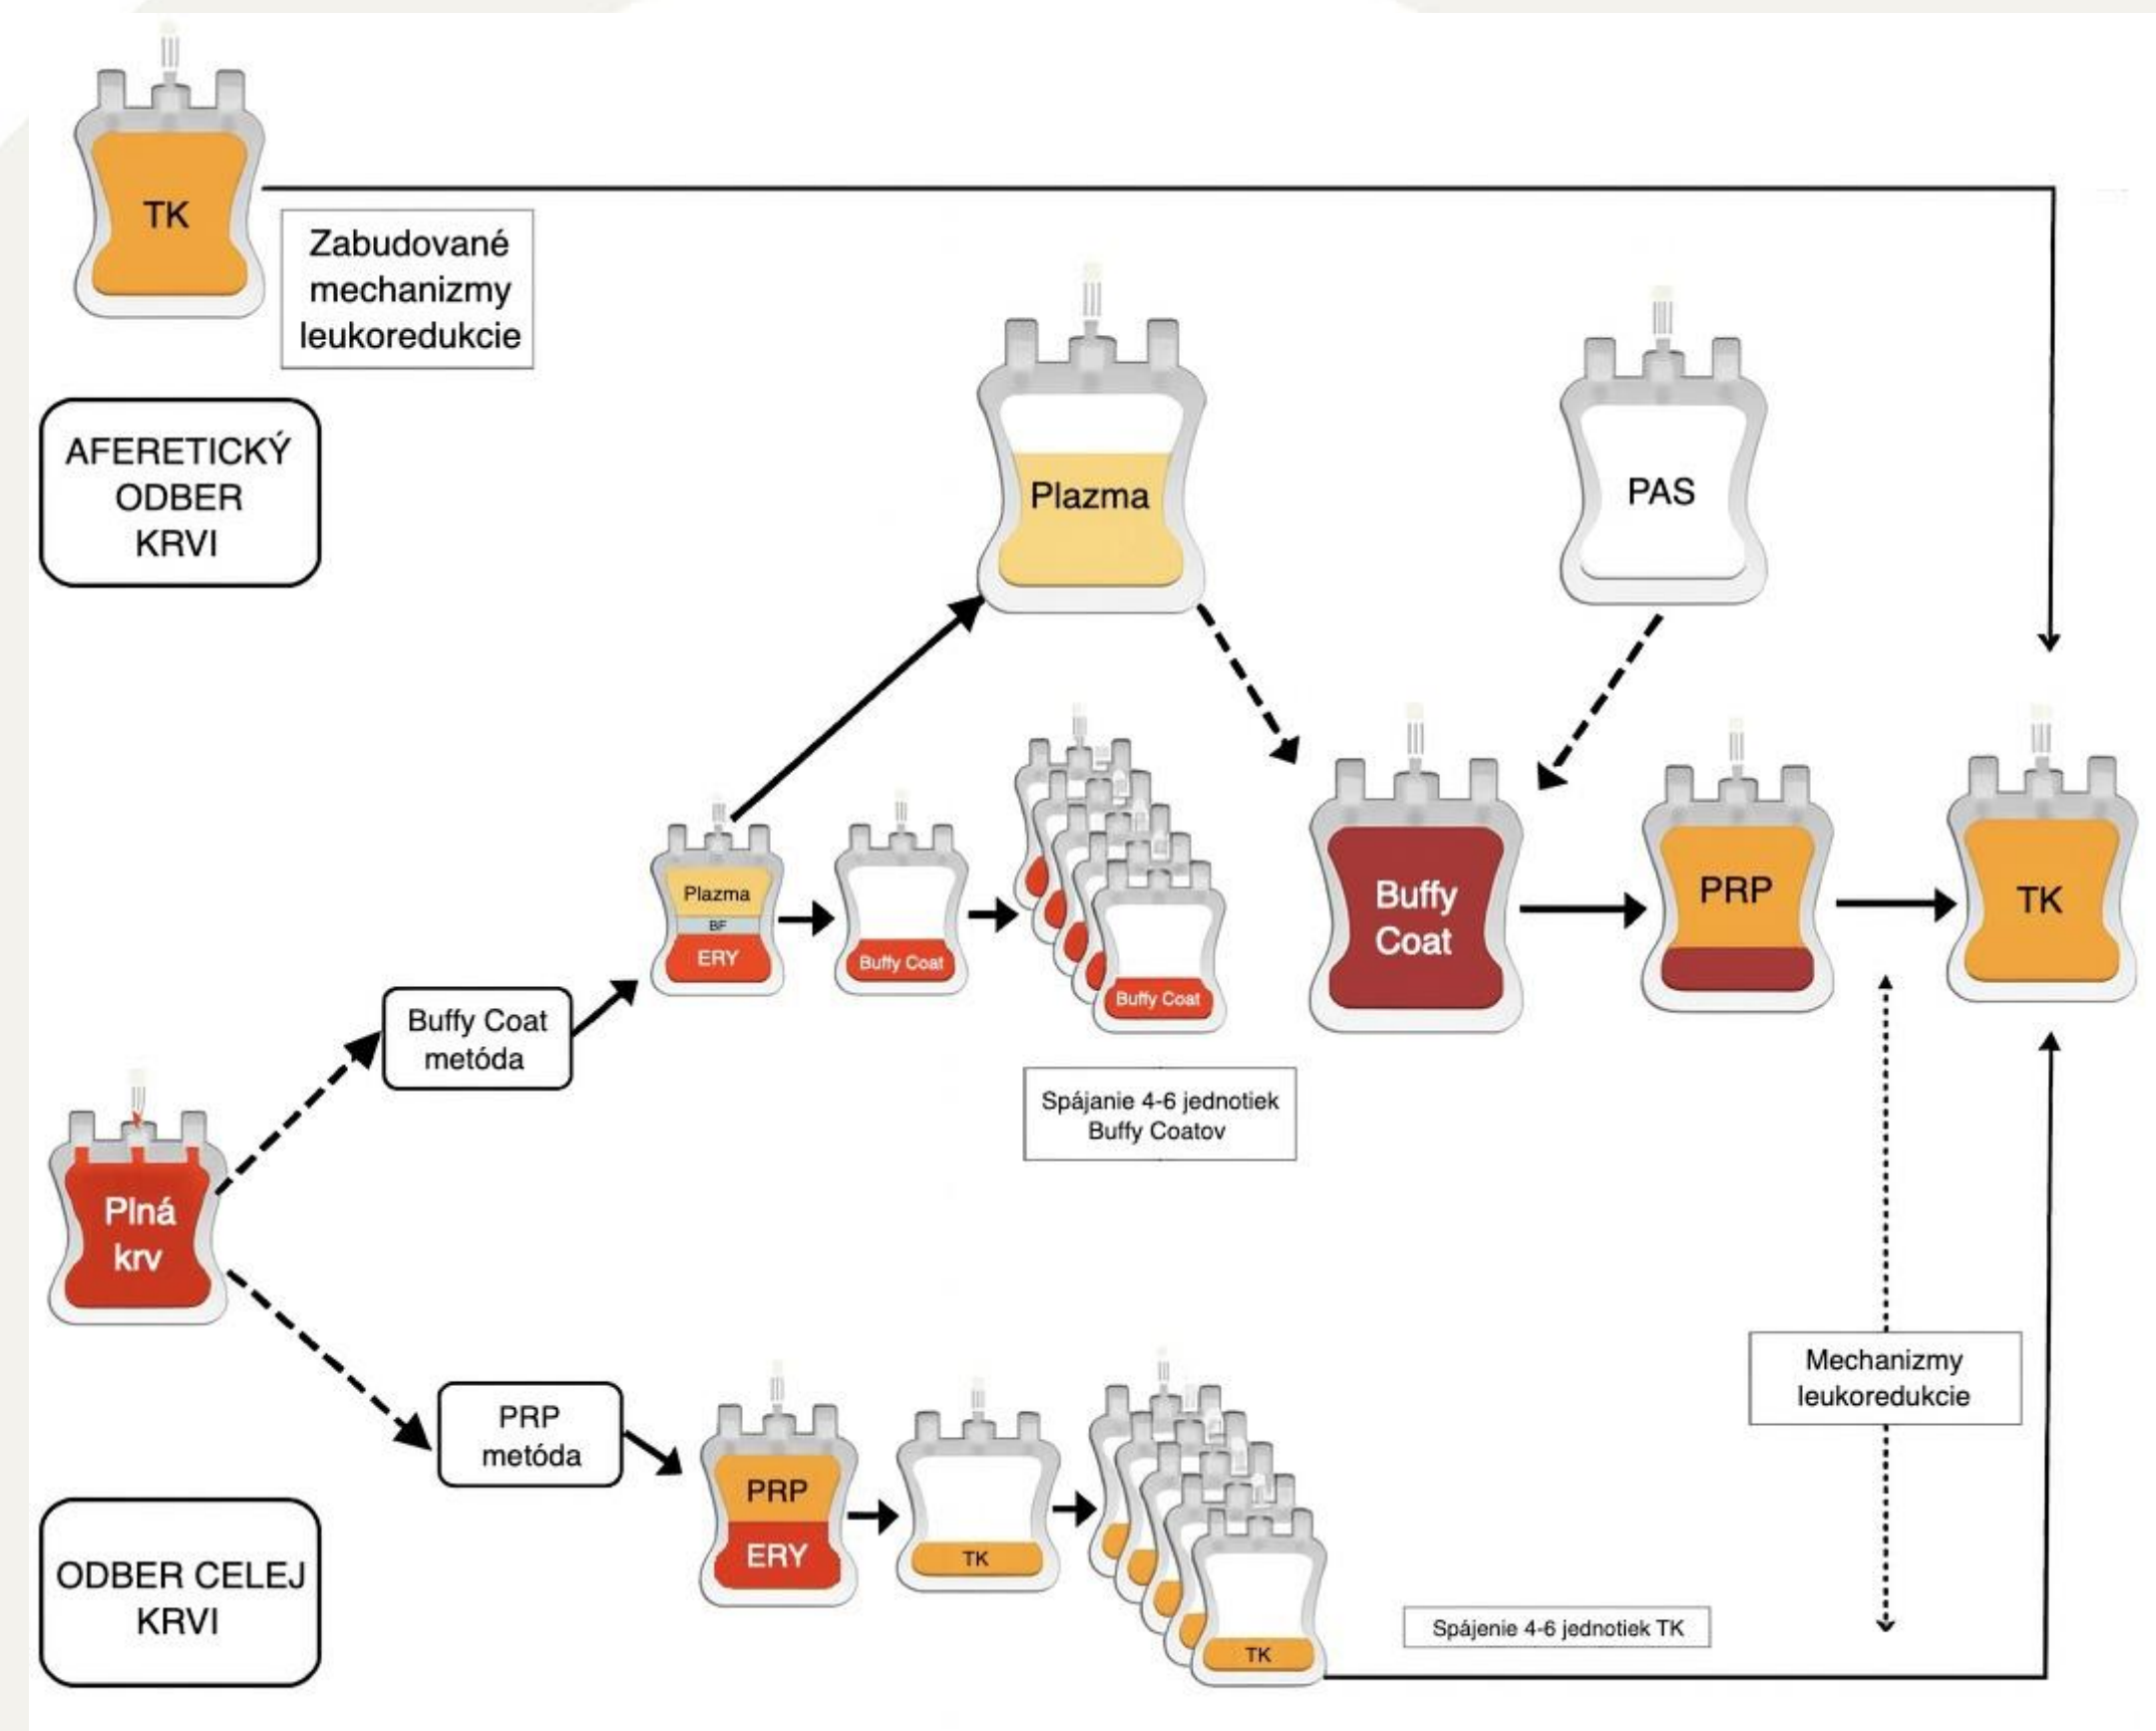 TK
Zabudované
mechanizmy
leukoredukcie
AFERETICKÝ
ODBER
KRVI
Plazma
PAS
Plazma
BF
ERY
Buffy Coat
Buffy Coat
Buffy
Coat
PRP
TK
Buffy Coat
metóda
Spájanie 4-6 jednotiek
Buffy Coatov
Plná
krv
PRP
metóda
PRP
ERY
TK
TK
Mechanizmy
leukoredukcie
Spájenie 4-6 jednotiek TK
ODBER CELEJ
KRVI